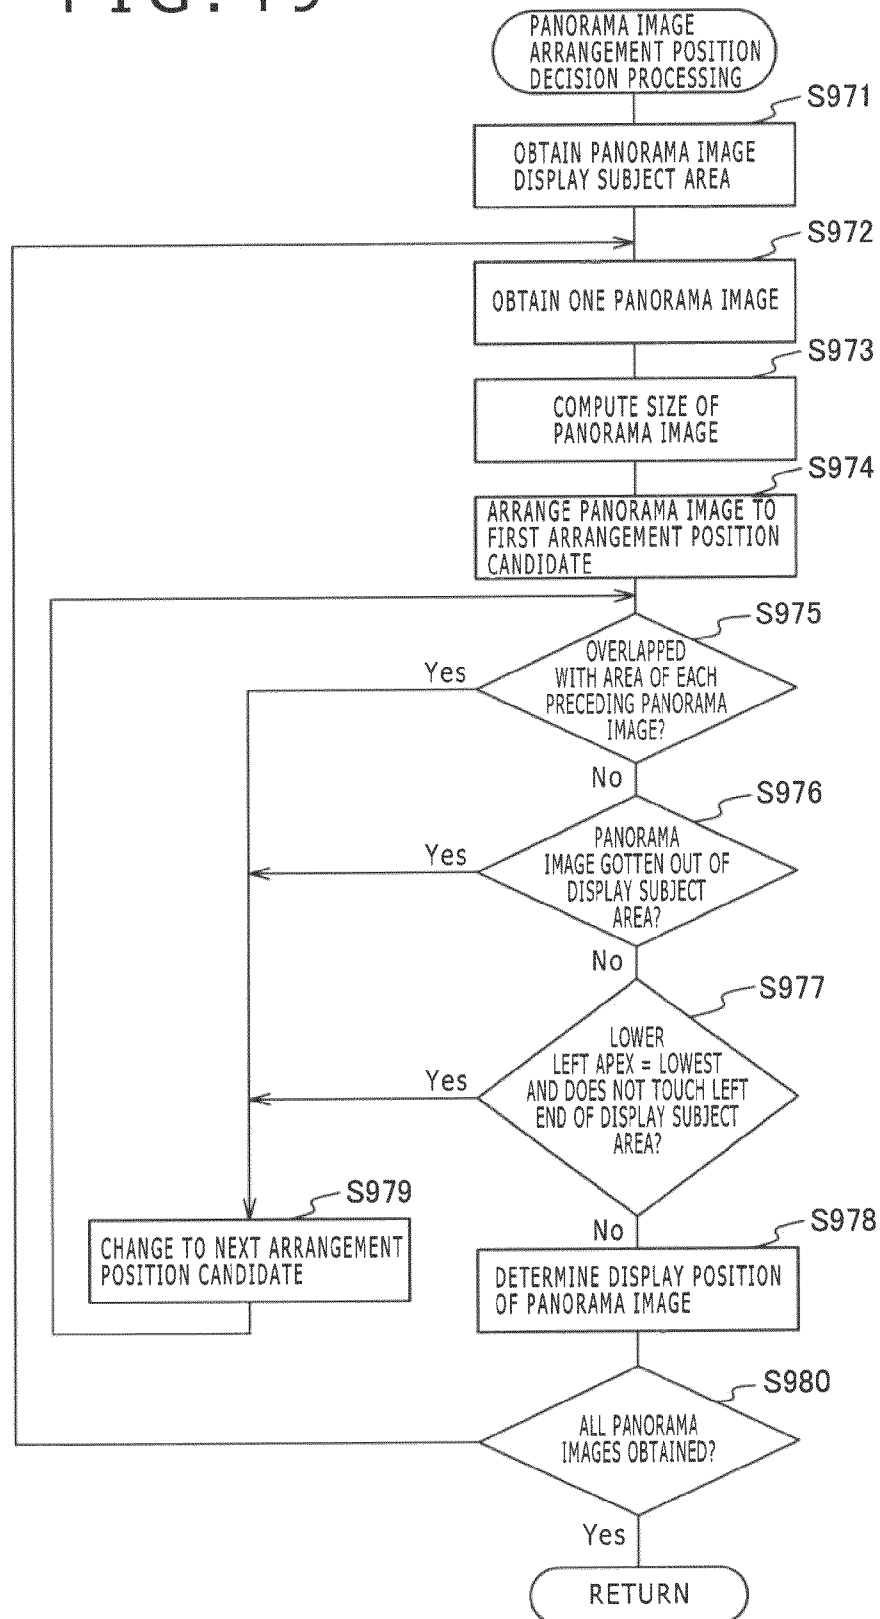 PANORAMA IMAGE
ARRANGEMENT POSITION
DECISION PROCESSING
S971
OBTAIN PANORAMA IMAGE
DISPLAY SUBJECT AREA
S972
OBTAIN ONE PANORAMA IMAGE
S973
COMPUTE SIZE OF
PANORAMA IMAGE
S974
ARRANGE PANORAMA IMAGE TO
FIRST ARRANGEMENT POSITION
CANDIDATE
S975
OVERLAPPED
WITH AREA OF EACH
PRECEDING PANORAMA
IMAGE?
Yes
No
S976
PANORAMA
IMAGE GOTTEN OUT OF
DISPLAY SUBJECT
AREA?
Yes
No
S977
LOWER
LEFT APEX = LOWEST
AND DOES NOT TOUCH LEFT
END OF DISPLAY SUBJECT
AREA?
Yes
No
S979
CHANGE TO NEXT ARRANGEMENT
POSITION CANDIDATE
S978
DETERMINE DISPLAY POSITION
OF PANORAMA IMAGE
S980
ALL PANORAMA
IMAGES OBTAINED?
Yes
RETURN